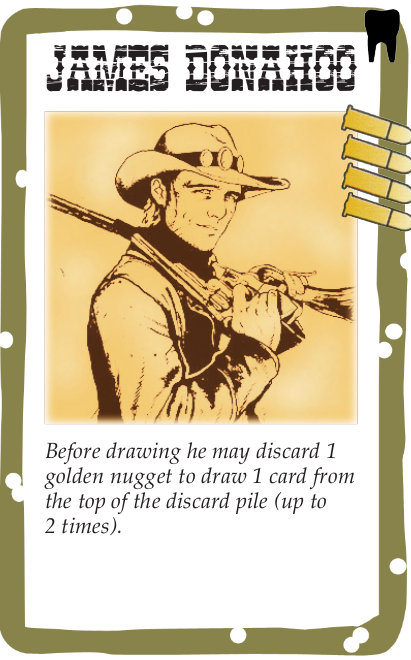 JAMES DONAHOO
Before drawing he may discard 1
golden nugget to draw 1 card from
the top of the discard pile (up to
2 times).